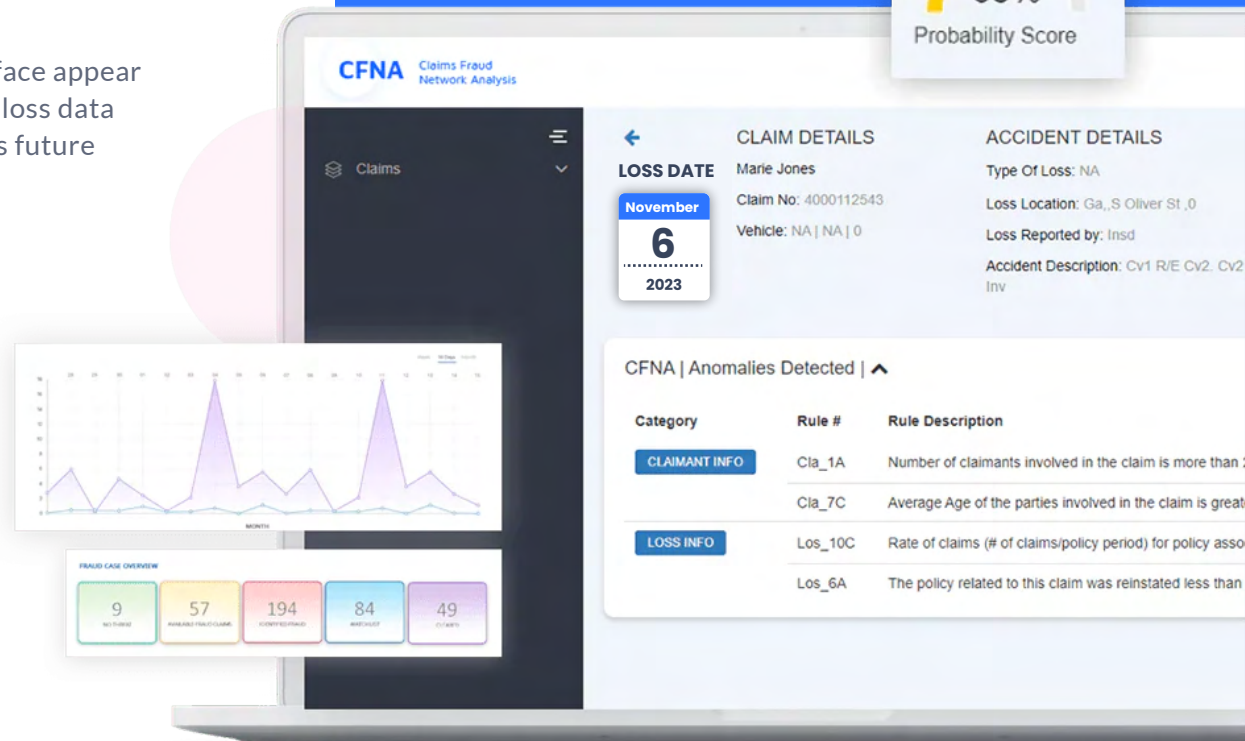 Probability Score
face appear
loss data
s future
CFNA Claims Fraud
Network Analysis
Claims
LOSS DATE
November
6
2023
CLAIM DETAILS
Marie Jones
Claim No: 4000112543
Vehicle: NA | NA | 0
ACCIDENT DETAILS
Type Of Loss: NA
Loss Location: Ga,,S Oliver St ,0
Loss Reported by: Insd
Accident Description: Cv1 R/E Cv2. Cv2
Inv
CFNA | Anomalies Detected |
Category Rule # Rule Description
CLAIMANT INFO Cla_1A Number of claimants involved in the claim is more than
Cla_7C Average Age of the parties involved in the claim is great
LOSS INFO Los_10C Rate of claims (# of claims/policy period) for policy asso
Los_6A The policy related to this claim was reinstated less than
MONTH
FRAUD CASE OVERVIEW
9 57 194 84 49
AVAILABLE FRAUD CLAIMS IDENTIFIED FRAUD WATCHLIST